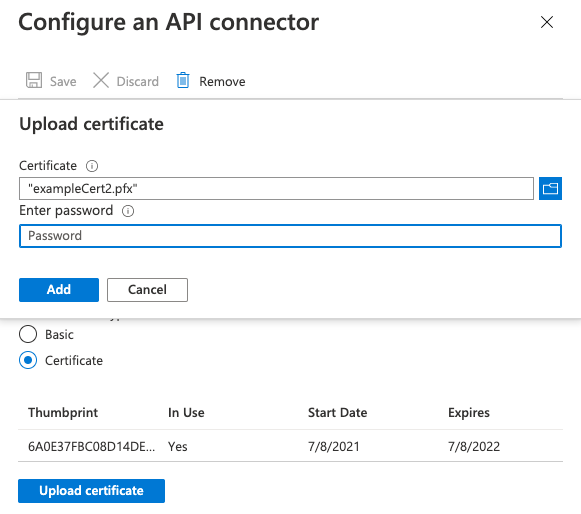 Configure an API connector
Save Discard Remove
Upload certificate
Certificate
"exampleCert2.pfx"
Enter password
Password
Add Cancel
Basic
Certificate
Thumbprint In Use Start Date Expires
6A0E37FBC08D14DE... Yes 7/8/2021 7/8/2022
Upload certificate